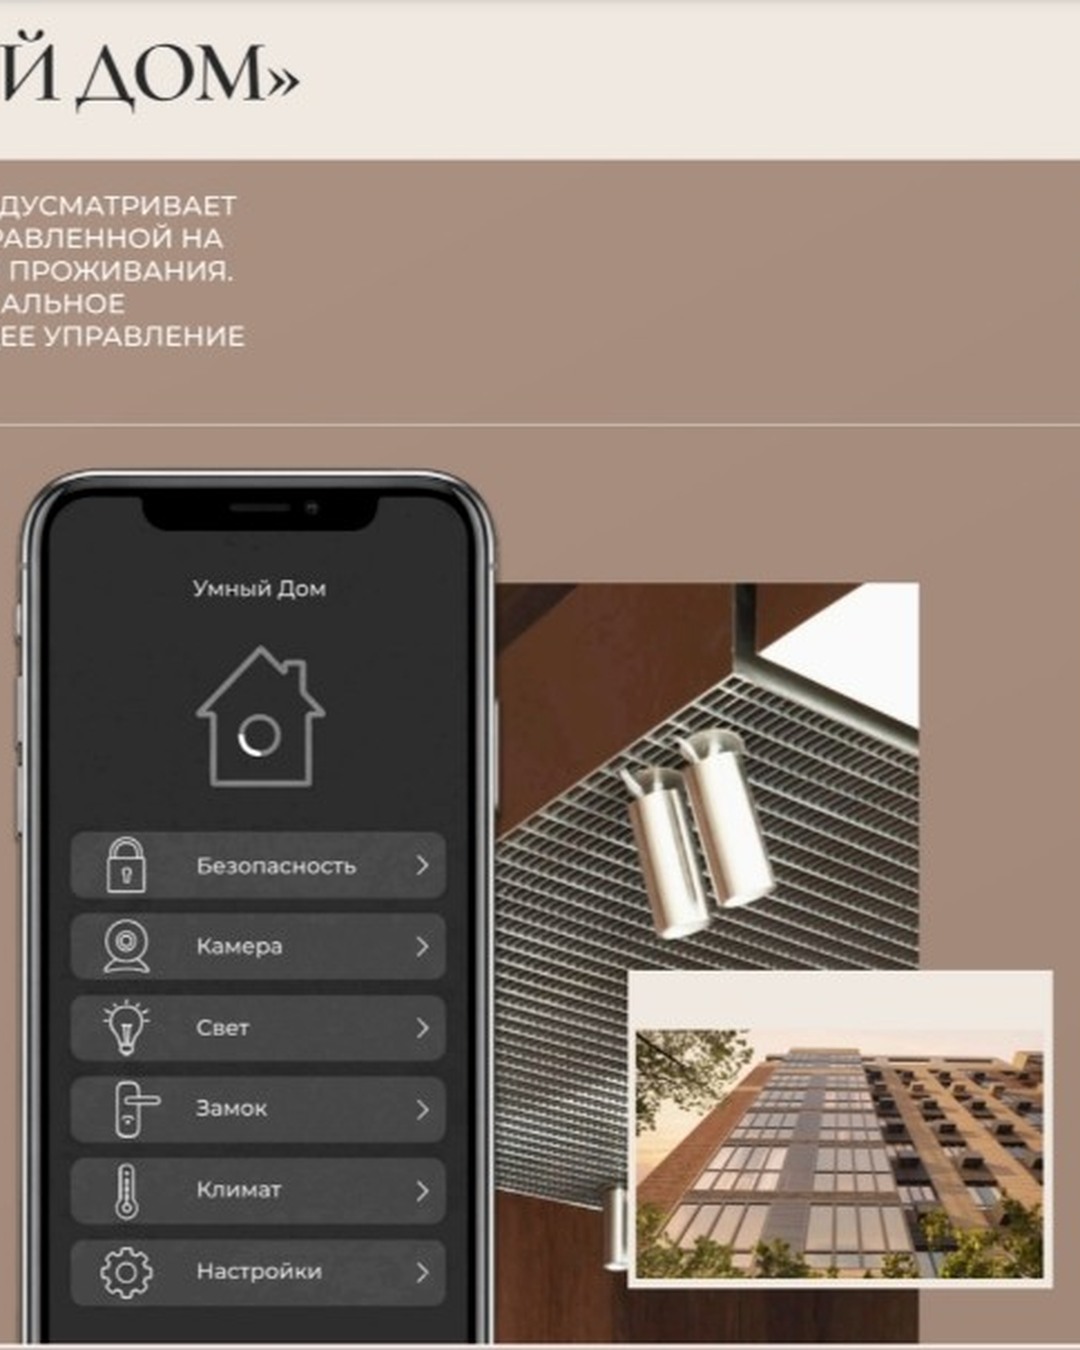 Й ДОМ»
ДУСМАТРИВАЕТ
РАВЛЕННОЙ НА
ПРОЖИВАНИЯ.
АЛЬНОЕ
ЕЕ УПРАВЛЕНИЕ
Умный Дом
Безопасность
Камера
Свет
Замок
Климат
Настройки